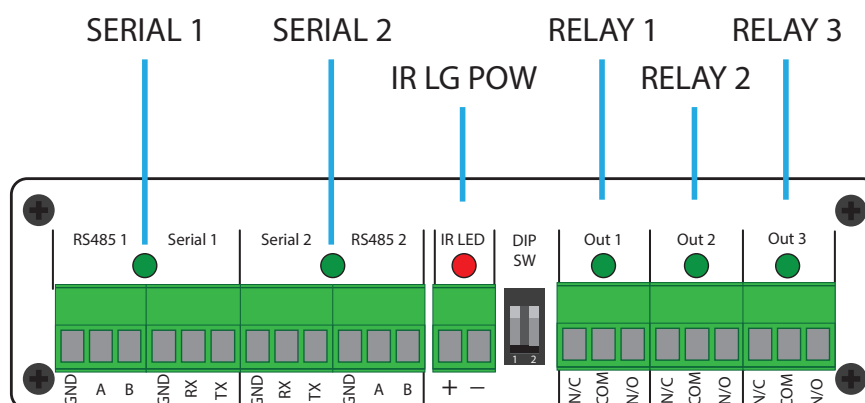 SERIAL 1 SERIAL 2 RELAY 1 RELAY 3
IR LG POW RELAY 2
RS485 1 Serial 1 Serial 2 RS485 2 IR LED DIP Out 1 Out 2 Out 3
SW
1 2
GND A B GND RX TX GND RX TX GND A B + − N/C COM N/O N/C COM N/O N/C COM N/O